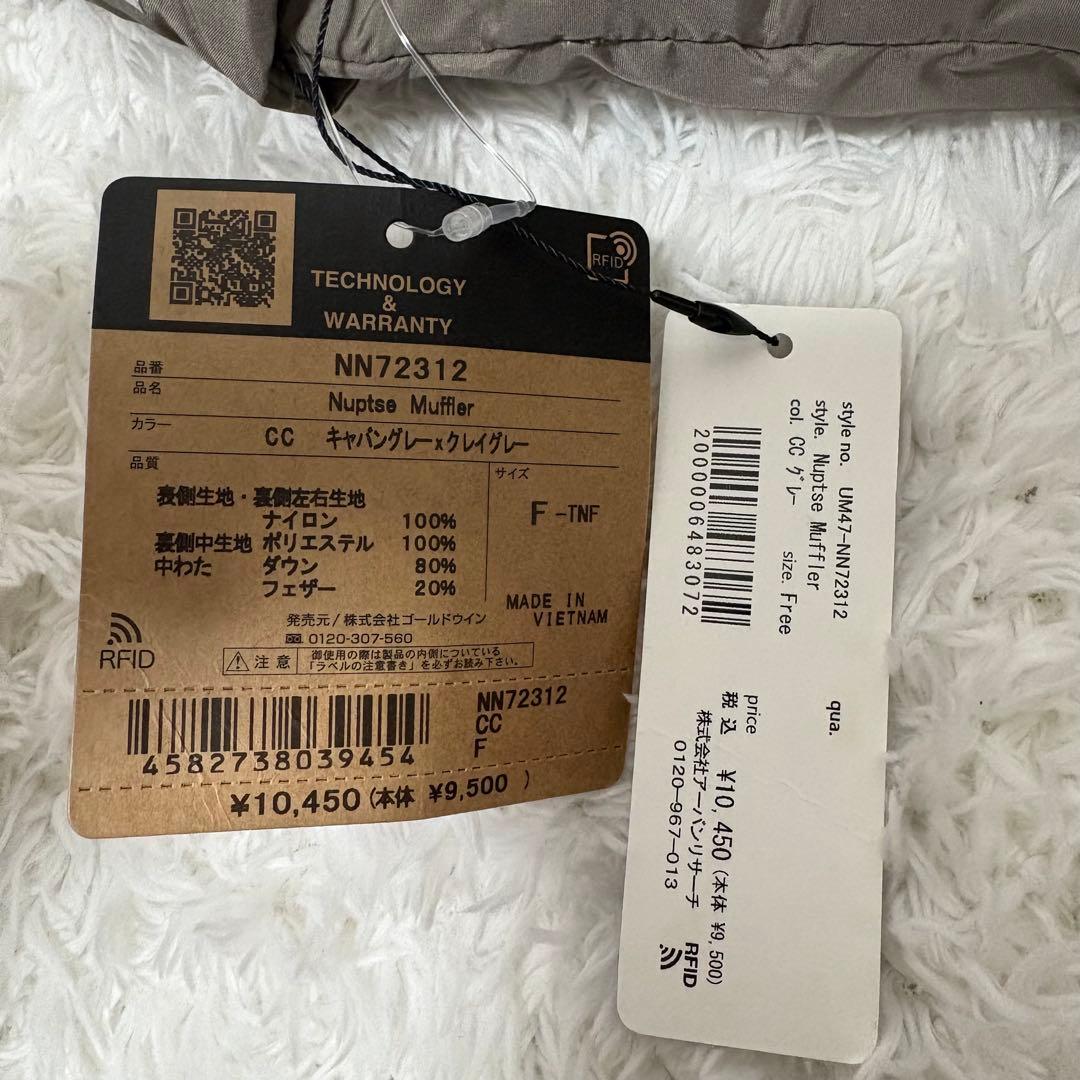 RFID
TECHNOLOGY
&
WARRANTY
品番 NN72312
品名 Nuptse Muffler
カラー CC キャバングレーxクレイグレー
品質
表側生地・裏側左右生地
ナイロン 100%
裏側中生地 ポリエステル 100%
中わた ダウン 80%
フェザー 20%
サイズ
F-TNF
MADE IN
VIETNAM
発売元/株式会社ゴールドウイン
0120-307-560
RFID
注意 御使用の際は製品の内側についている
「ラベルの注意書き」を必ずお読み下さい。
4582738039454
NN72312
CC
F
¥10,450(本体 ¥9,500 )
style no. UM47-NN72312
style. Nuptse Muffler
col. CC グレー size. Free
2000006483072
qua.
price
税込 ¥10,450(本体 ¥9,500)
株式会社アーバンリサーチ
0120-967-013
RFID